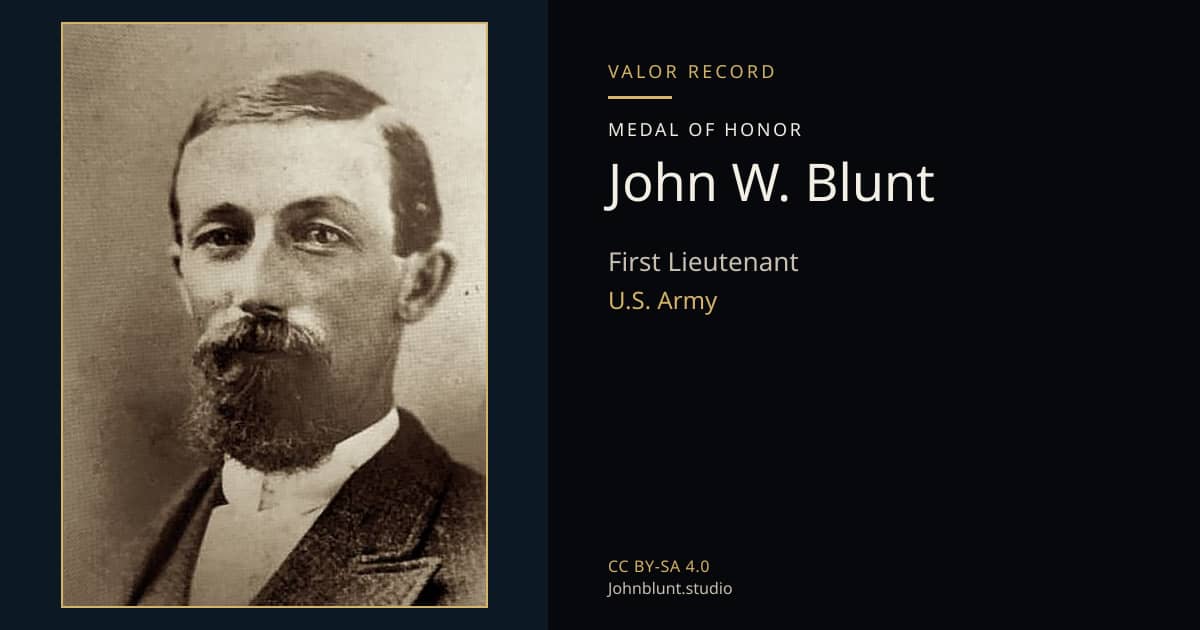 VALOR RECORD
MEDAL OF HONOR
John W. Blunt
First Lieutenant
U.S. Army
CC BY-SA 4.0
Johnblunt.studio